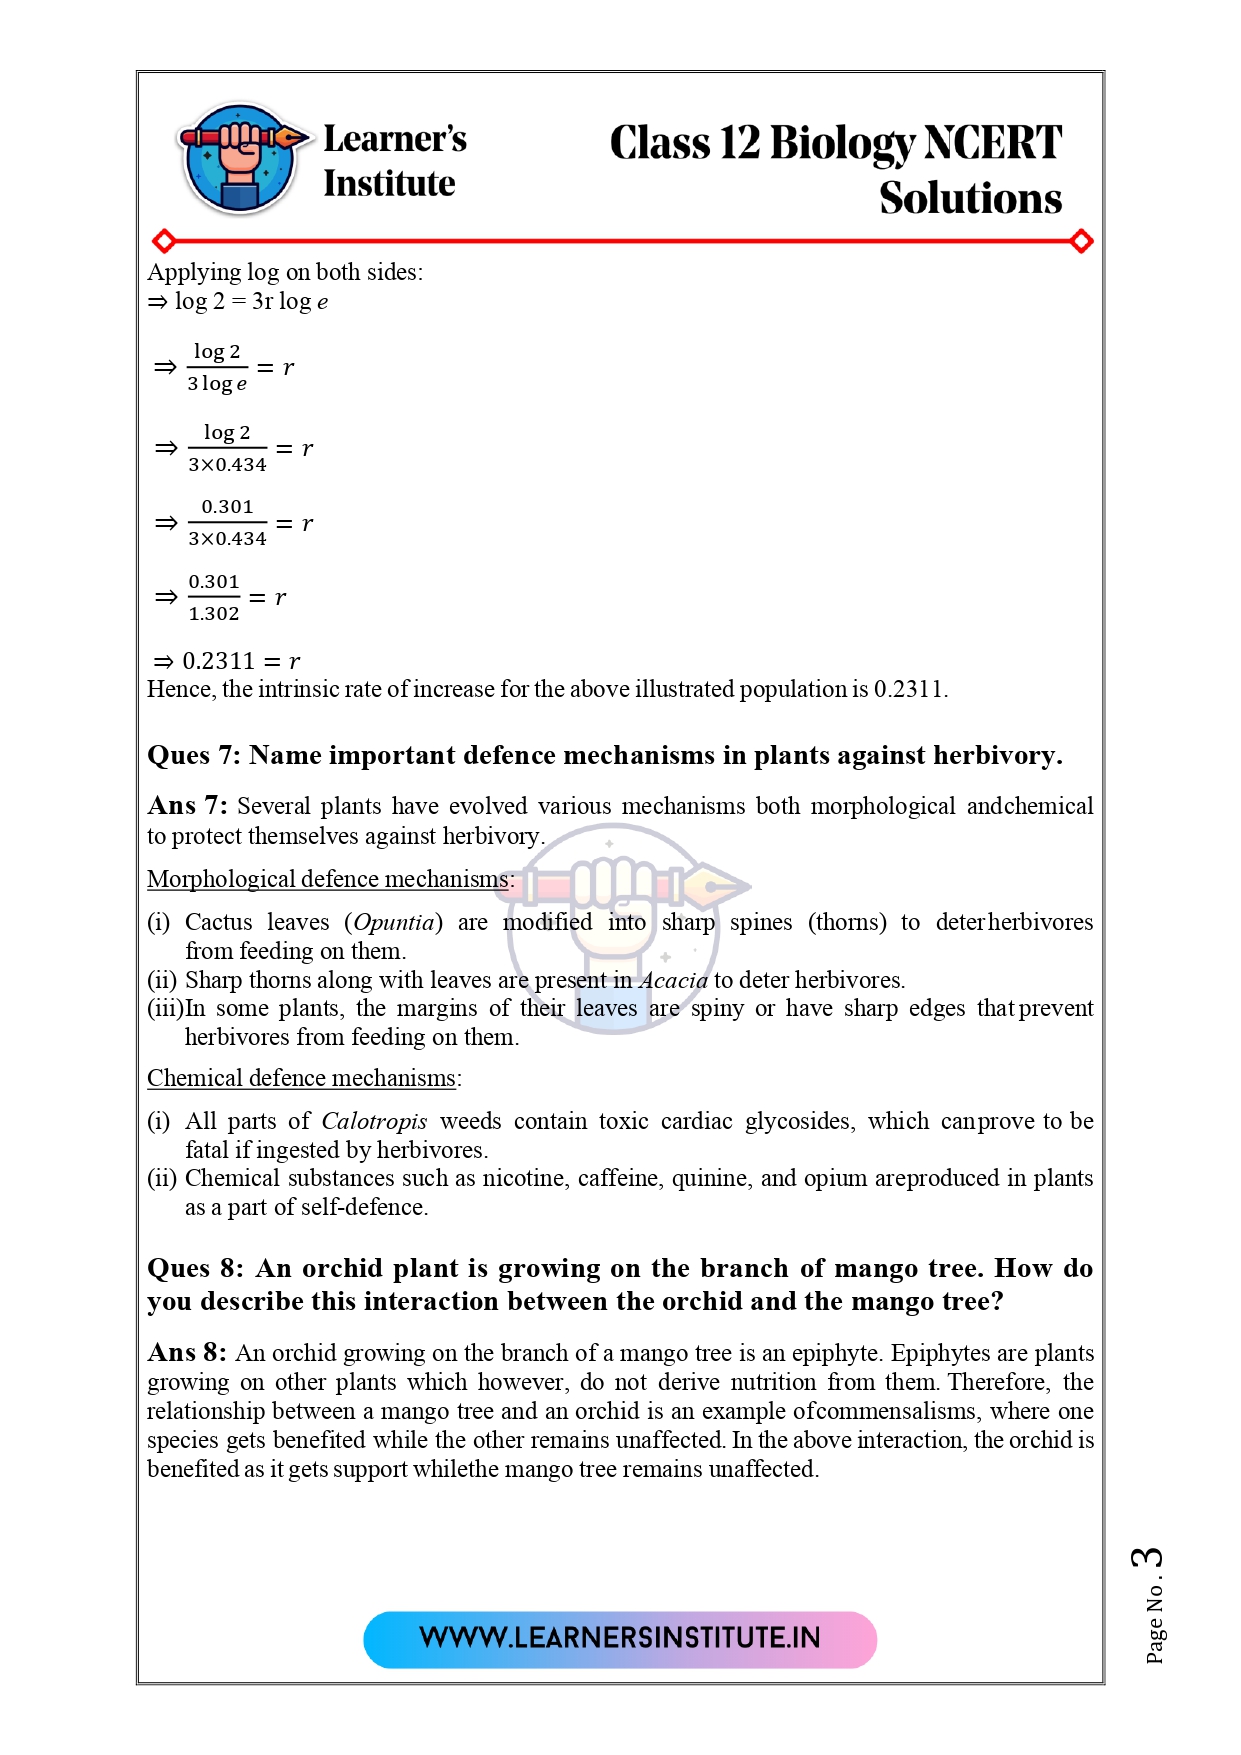 Learner's
Institute
Class 12 Biology NCERT
Solutions
Applying log on both sides:
⇒ log 2 = 3r log e
⇒ log 2 / 3 log e = r
⇒ log 2 / 3×0.434 = r
⇒ 0.301 / 3×0.434 = r
⇒ 0.301 / 1.302 = r
⇒ 0.2311 = r
Hence, the intrinsic rate of increase for the above illustrated population is 0.2311.
Ques 7: Name important defence mechanisms in plants against herbivory.
Ans 7: Several plants have evolved various mechanisms both morphological andchemical
to protect themselves against herbivory.
Morphological defence mechanisms:
(i) Cactus leaves (Opuntia) are modified into sharp spines (thorns) to deter herbivores
from feeding on them.
(ii) Sharp thorns along with leaves are present in Acacia to deter herbivores.
(iii)In some plants, the margins of their leaves are spiny or have sharp edges that prevent
herbivores from feeding on them.
Chemical defence mechanisms:
(i) All parts of Calotropis weeds contain toxic cardiac glycosides, which canprove to be
fatal if ingested by herbivores.
(ii) Chemical substances such as nicotine, caffeine, quinine, and opium areproduced in plants
as a part of self-defence.
Ques 8: An orchid plant is growing on the branch of mango tree. How do
you describe this interaction between the orchid and the mango tree?
Ans 8: An orchid growing on the branch of a mango tree is an epiphyte. Epiphytes are plants
growing on other plants which however, do not derive nutrition from them. Therefore, the
relationship between a mango tree and an orchid is an example ofcommensalisms, where one
species gets benefited while the other remains unaffected. In the above interaction, the orchid is
benefited as it gets support whilethe mango tree remains unaffected.
Page No. 3
WWW.LEARNERSINSTITUTE.IN